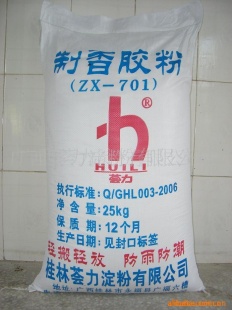 制香胶粉
(ZX-701)
®
HUILI
执行标准: Q/GHL003-2006
净含量: 25kg
保质期: 12个月
生产日期: 见封口标签
轻搬轻放 防雨防潮
桂林荟力淀粉有限公司